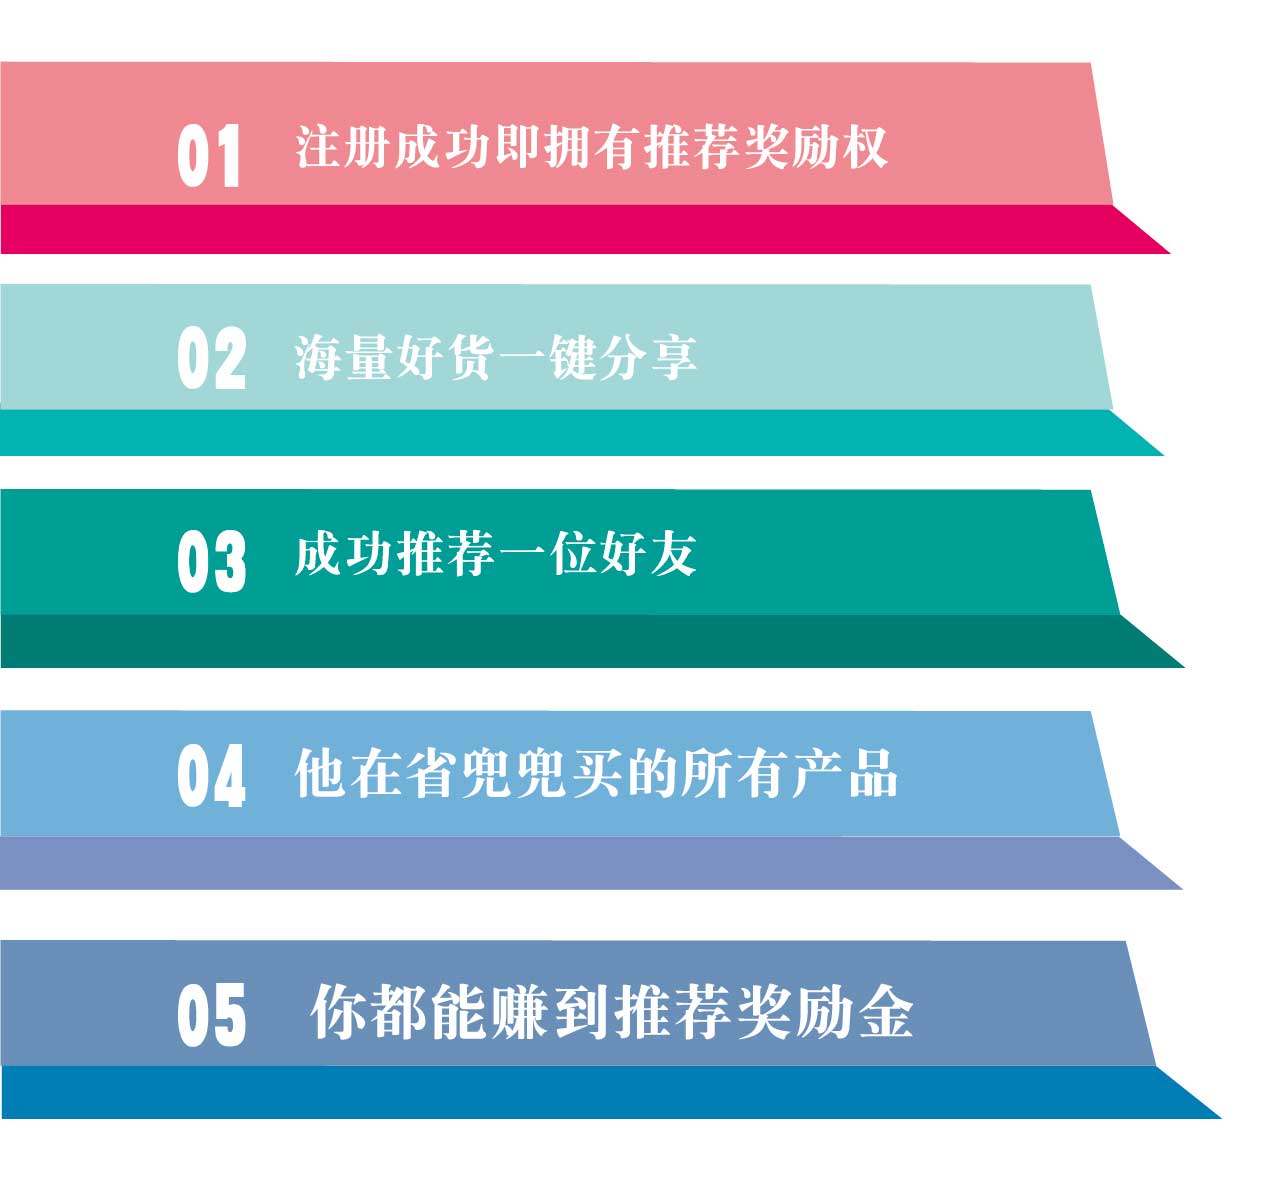 01 注册成功即拥有推荐奖励权
02 海量好货一键分享
03 成功推荐一位好友
04 他在省兜兜买的所有产品
05 你都能赚到推荐奖励金